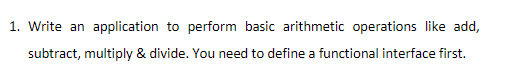 1. Write an application to perform basic arithmetic operations like add,
subtract, multiply & divide. You need to define a functional interface first.